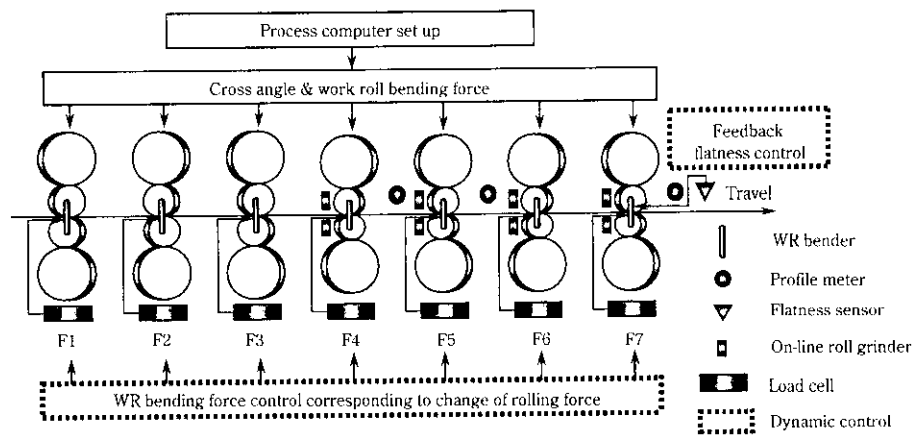 Process computer set up
Cross angle & work roll bending force
Feedback
flatness control
Travel
WR bender
Profile meter
Flatness sensor
On-line roll grinder
Load cell
Dynamic control
F1 F2 F3 F4 F5 F6 F7
WR bending force control corresponding to change of rolling force